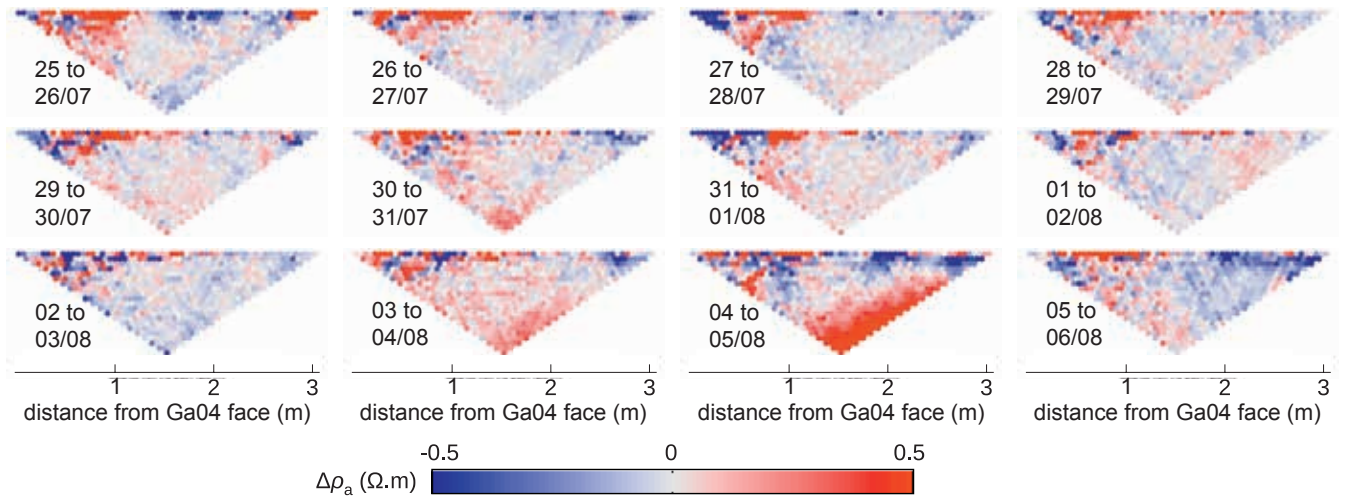 25 to
26/07
26 to
27/07
27 to
28/07
28 to
29/07
29 to
30/07
30 to
31/07
31 to
01/08
01 to
02/08
02 to
03/08
03 to
04/08
04 to
05/08
05 to
06/08
1 2 3
1 2 3
1 2 3
1 2 3
distance from Ga04 face (m)
distance from Ga04 face (m)
distance from Ga04 face (m)
distance from Ga04 face (m)
-0.5 0 0.5
Δρa (Ω.m)